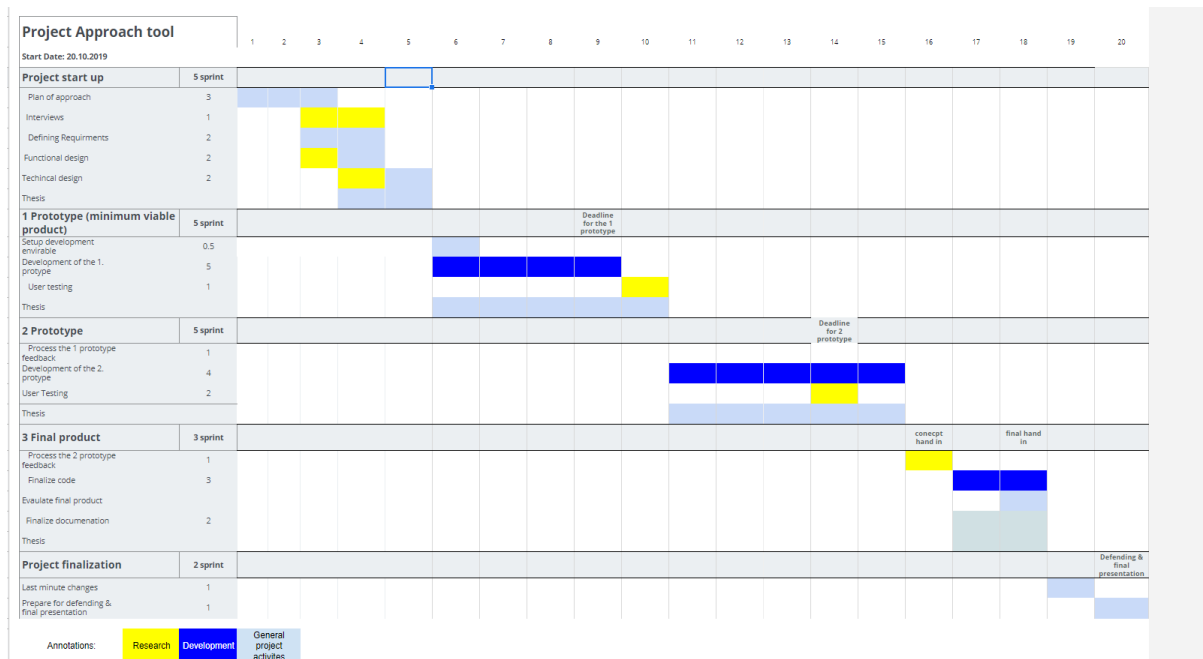 Project Approach tool
1 2 3 4 5 6 7 8 9 10 11 12 13 14 15 16 17 18 19 20
Start Date: 20.10.2019
Project start up 5 sprint
Plan of approach 3
Interviews 1
Defining Requirments 2
Functional design 2
Techincal design 2
Thesis
1 Prototype (minimum viable
product) 5 sprint
Deadline
for the 1
prototype
Setup development
envirable 0.5
Development of the 1.
protype 5
User testing 1
Thesis
2 Prototype 5 sprint
Deadline
for 2
prototype
Process the 1 prototype
feedback 1
Development of the 2.
protype 4
User Testing 2
Thesis
3 Final product 3 sprint
conecpt
hand in
final hand
in
Process the 2 prototype
feedback 1
Finalize code 3
Evaulate final product
Finalize documenation 2
Thesis
Project finalization 2 sprint
Defending &
final
presentation
Last minute changes 1
Prepare for defending &
final presentation 1
Annotations: Research Development
General
project
activites